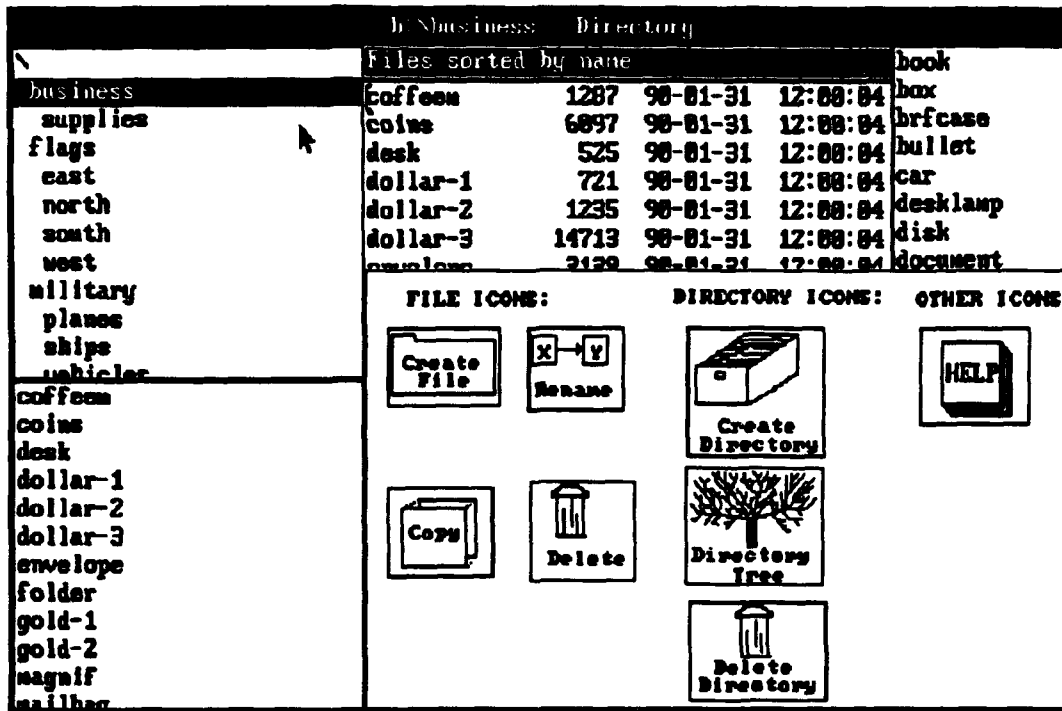 b:\business Directory
\
business
supplies
flags
east
north
south
west
military
planes
ships
vehicles
Files sorted by name
coffeem 1287 90-01-31 12:00:04
coins 6097 90-01-31 12:00:04
desk 525 90-01-31 12:00:04
dollar-1 721 90-01-31 12:00:04
dollar-2 1235 90-01-31 12:00:04
dollar-3 14713 90-01-31 12:00:04
envelope
book
box
brfcase
bullet
car
desklamp
disk
document
coffeem
coins
desk
dollar-1
dollar-2
dollar-3
envelope
folder
gold-1
gold-2
magnif
mailbag
FILE ICONS:
Create
File
X Y
Rename
Copy
Delete
DIRECTORY ICONS:
Create
Directory
Directory
Tree
Delete
Directory
OTHER ICONS
HELP